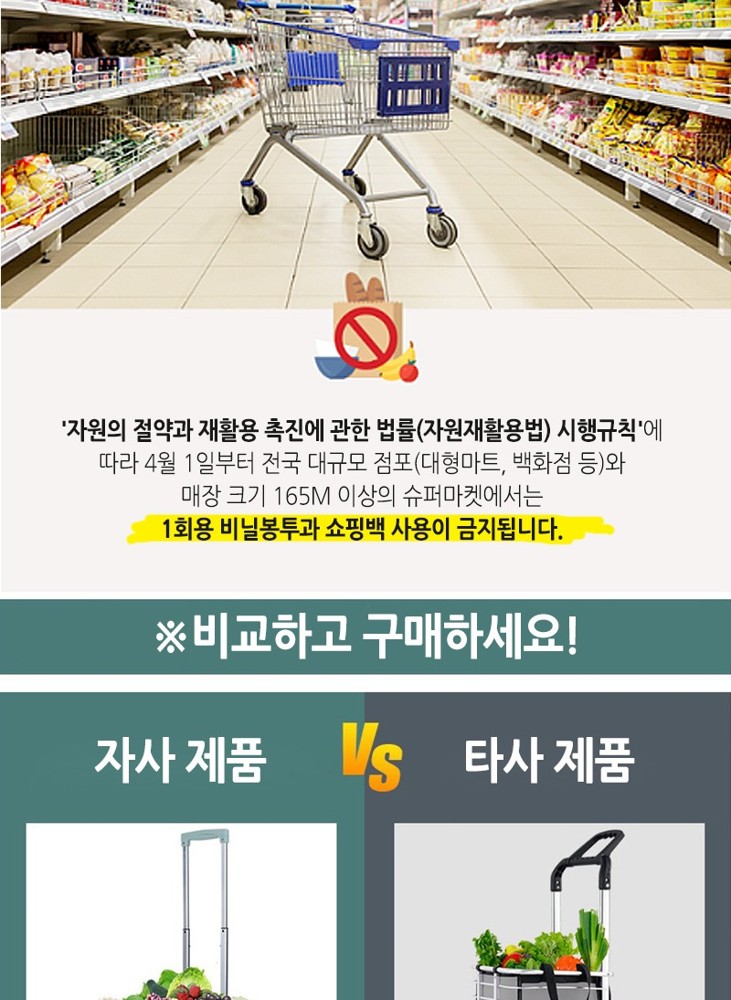 '자원의 절약과 재활용 촉진에 관한 법률(자원재활용법) 시행규칙'에
따라 4월 1일부터 전국 대규모 점포(대형마트, 백화점 등)와
매장 크기 165M 이상의 슈퍼마켓에서는
1회용 비닐봉투과 쇼핑백 사용이 금지됩니다.
※비교하고 구매하세요!
자사 제품 VS 타사 제품